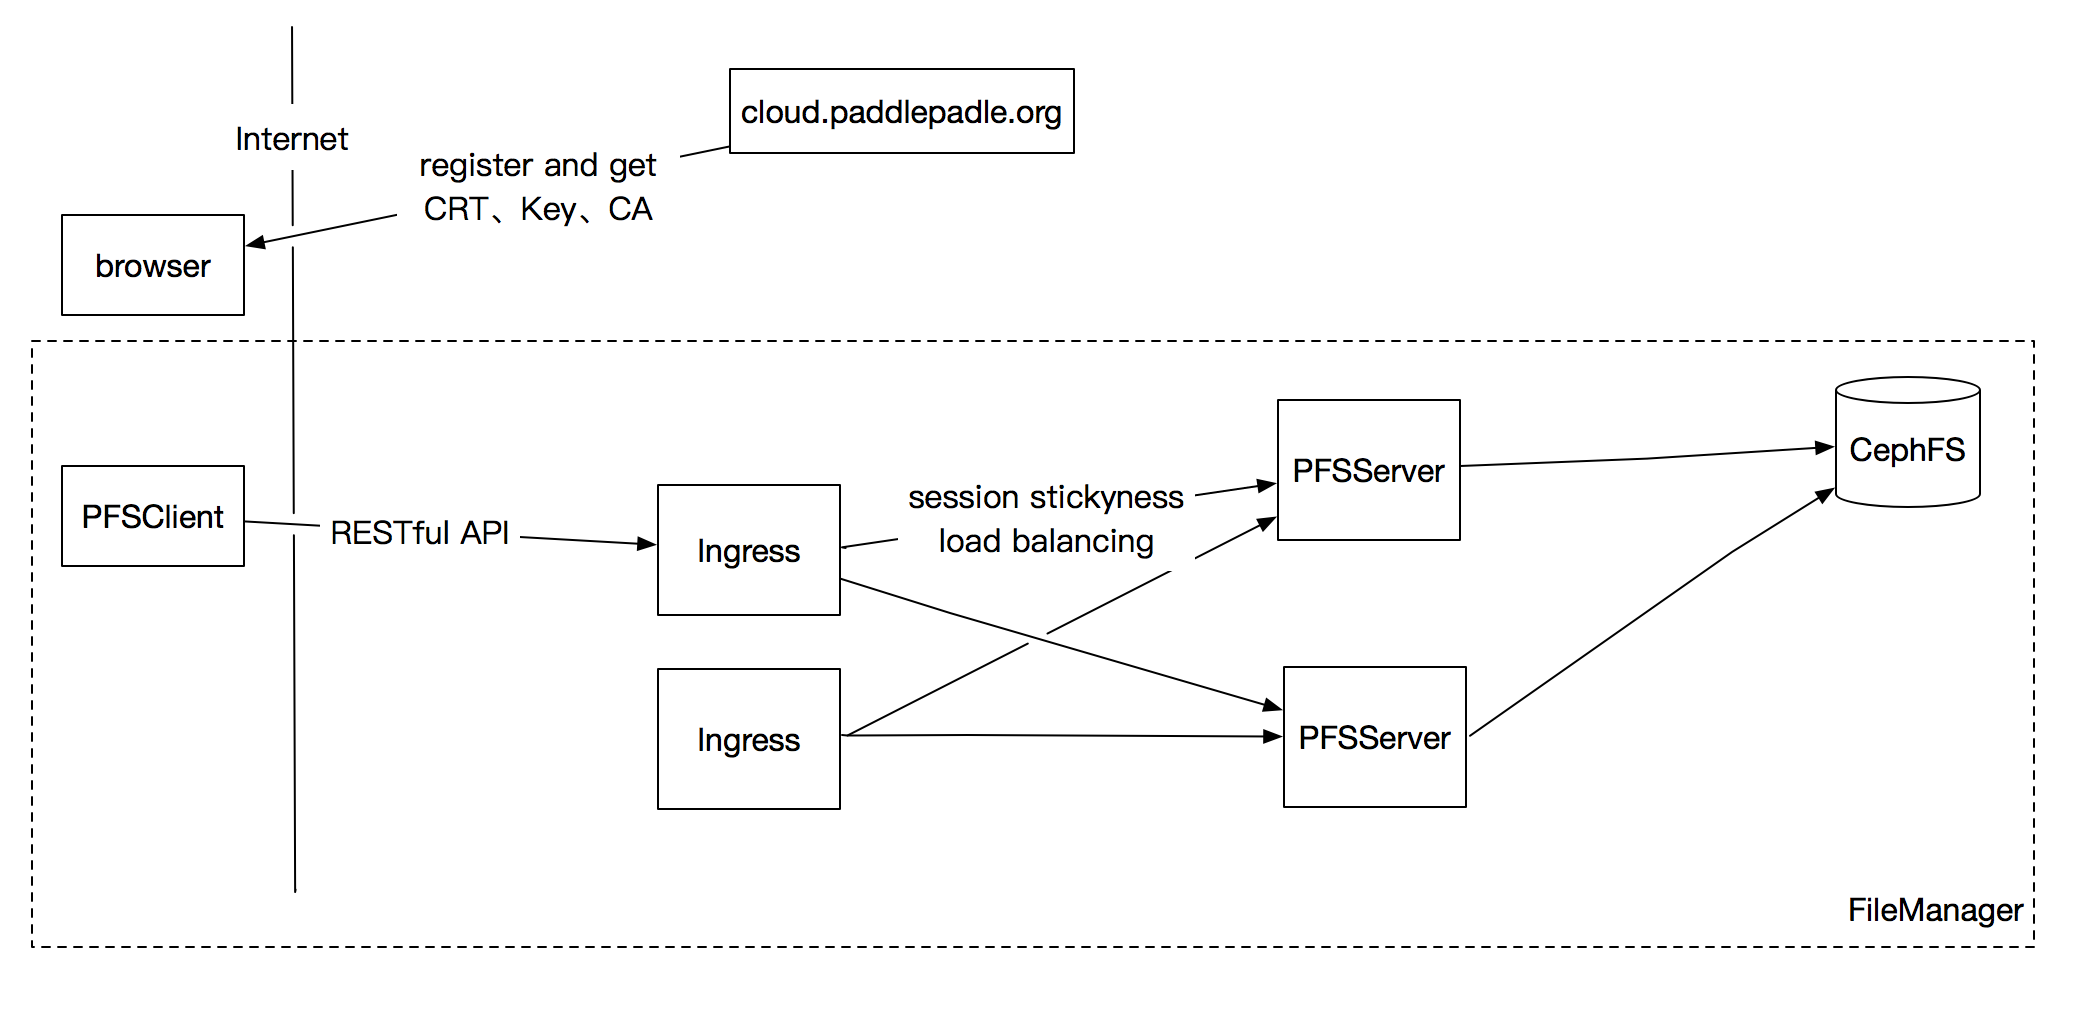 cloud.paddlepadle.org
Internet
register and get
CRT、Key、CA
browser
PFSClient
RESTful API
Ingress
session stickyness
load balancing
PFSServer
CephFS
Ingress
PFSServer
FileManager